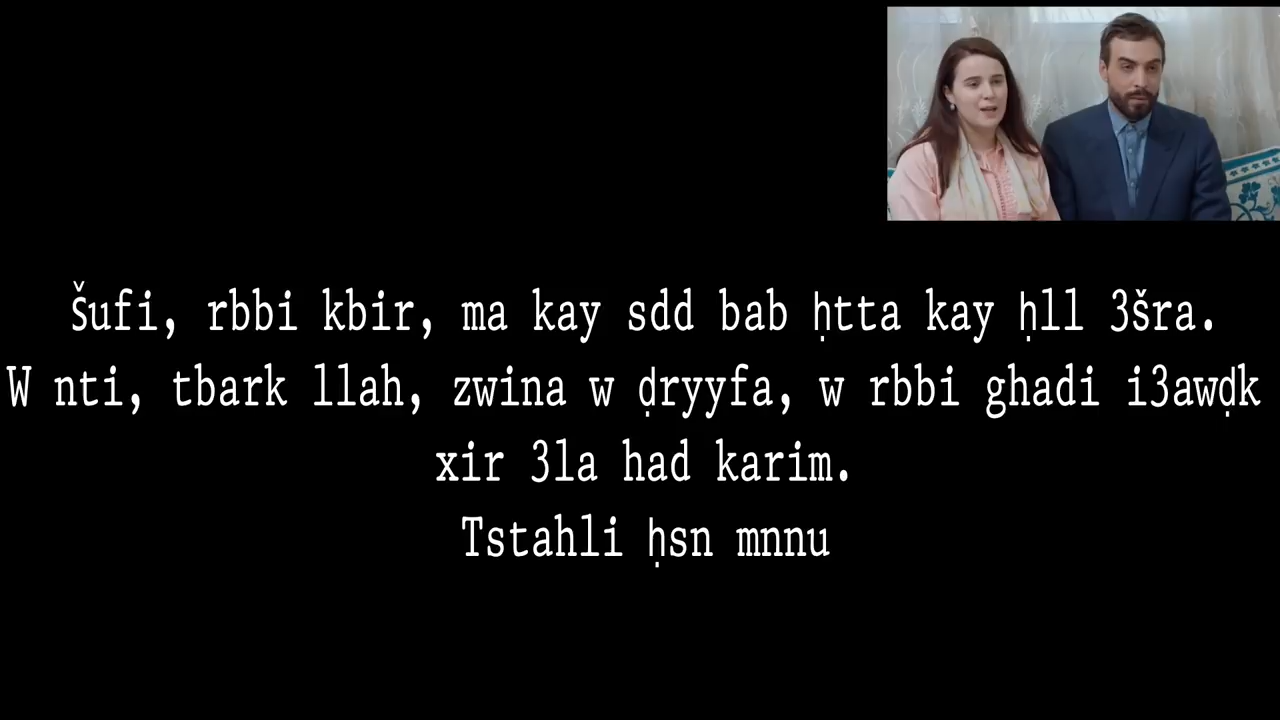 Šufi, rbbi kbir, ma kay sdd bab ḥtta kay ḥll 3šra.
W nti, tbark llah, zwina w ḍryyfa, w rbbi ghadi i3awḍk
xir 3la had karim.
Tstahli ḥsn mnnu